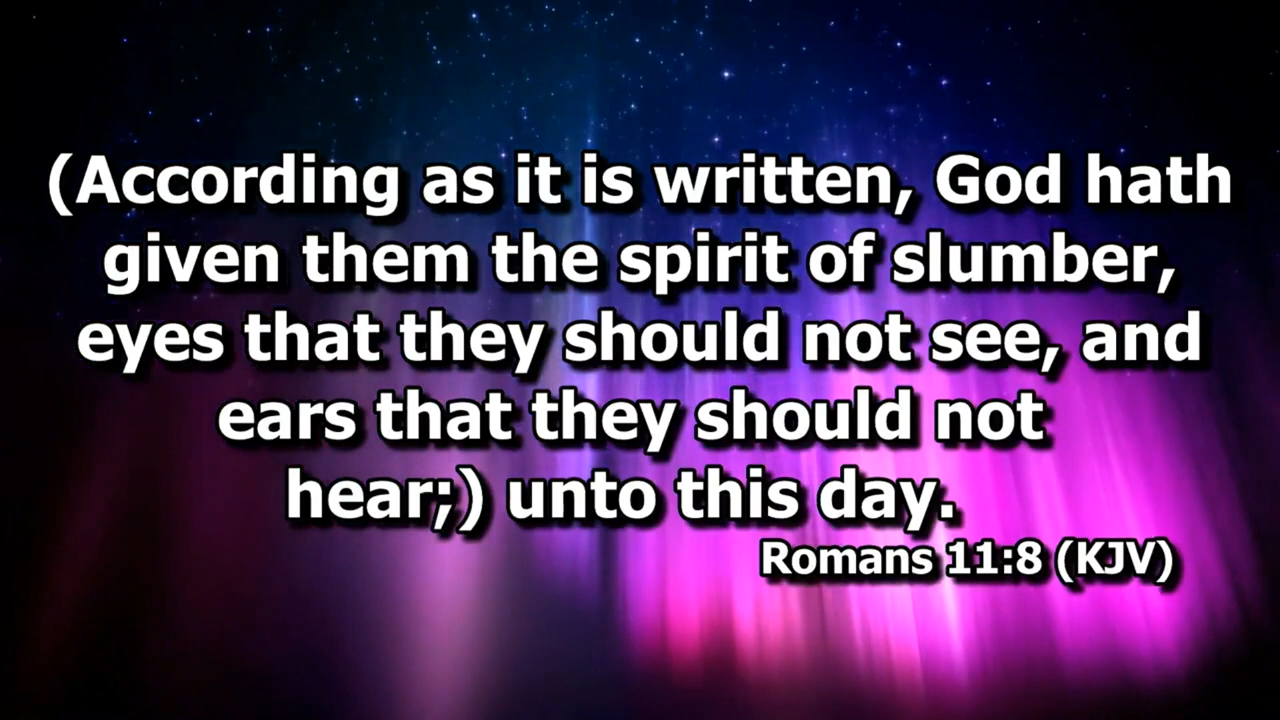 (According as it is written, God hath
given them the spirit of slumber,
eyes that they should not see, and
ears that they should not
hear;) unto this day.
Romans 11:8 (KJV)